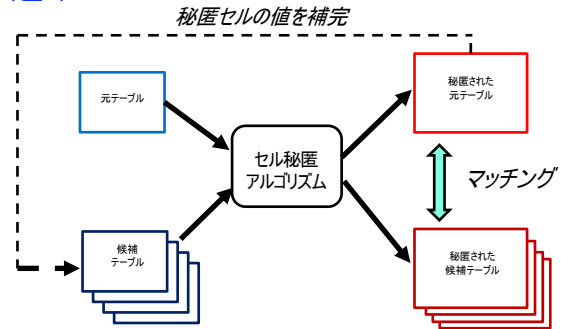 秘匿セルの値を補完
元テーブル
秘匿された
元テーブル
セル秘匿
アルゴリズム
マッチング
候補
テーブル
秘匿された
候補テーブル